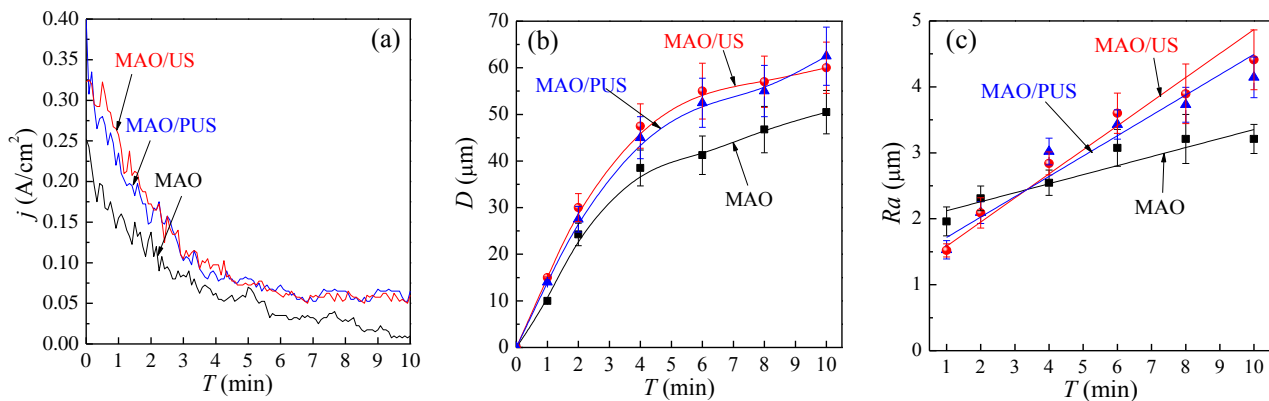 (a)
j (A/cm²)
0.40
0.35
0.30
0.25
0.20
0.15
0.10
0.05
0.00
MAO/US
MAO/PUS
MAO
0 1 2 3 4 5 6 7 8 9 10
T (min)
(b)
D (μm)
70
60
50
40
30
20
10
0
MAO/US
MAO/PUS
MAO
0 1 2 3 4 5 6 7 8 9 10
T (min)
(c)
Ra (μm)
5
4
3
2
1
0
MAO/US
MAO/PUS
MAO
1 2 3 4 5 6 7 8 9 10
T (min)